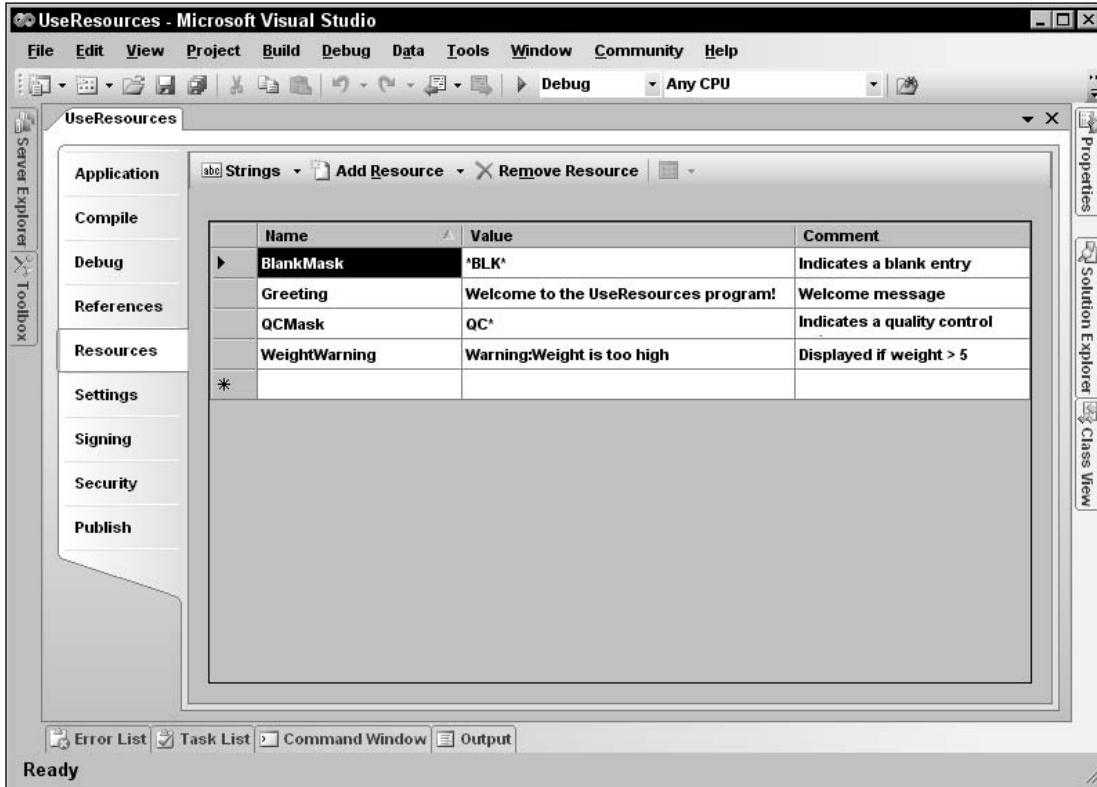 UseResources - Microsoft Visual Studio
File Edit View Project Build Debug Data Tools Window Community Help
Debug Any CPU
UseResources
Server Explorer
Toolbox
Application
Compile
Debug
References
Resources
Settings
Signing
Security
Publish
abc Strings Add Resource Remove Resource
Name Value Comment
BlankMask *BLK* Indicates a blank entry
Greeting Welcome to the UseResources program! Welcome message
QCMask QC* Indicates a quality control
WeightWarning Warning:Weight is too high Displayed if weight > 5
Properties
Solution Explorer
Class View
Error List Task List Command Window Output
Ready